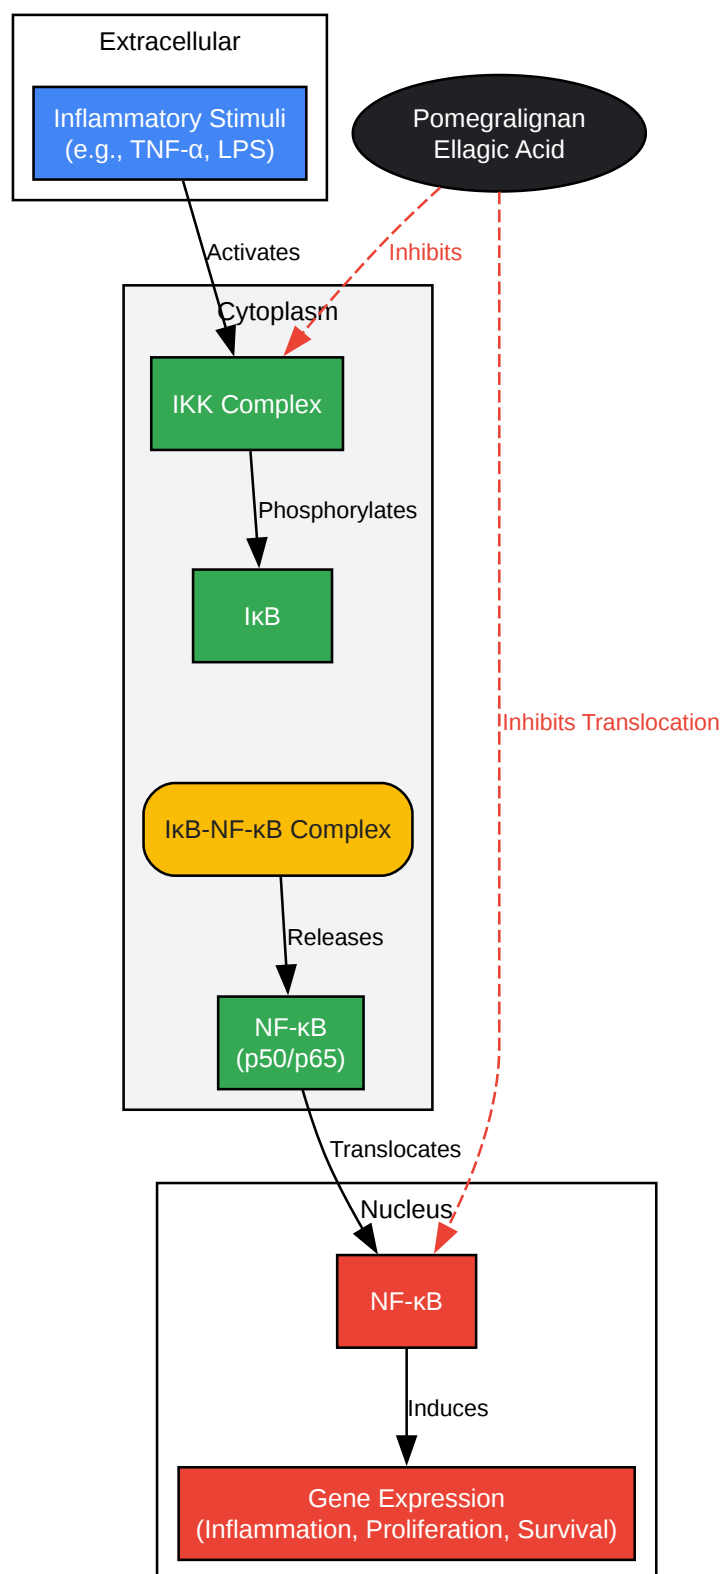 Extracellular
Inflammatory Stimuli
(e.g., TNF-α, LPS)
Pomegralignan
Ellagic Acid
Activates
Inhibits
Cytoplasm
IKK Complex
Phosphorylates
IκB
Inhibits Translocation
IκB-NF-κB Complex
Releases
NF-κB
(p50/p65)
Translocates
Nucleus
NF-κB
Induces
Gene Expression
(Inflammation, Proliferation, Survival)